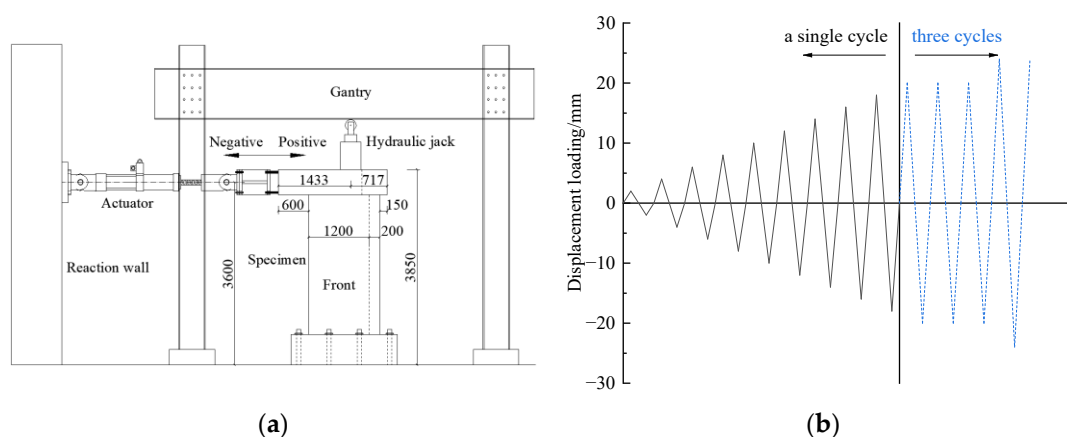 Gantry
Negative Positive
Hydraulic jack
1433
717
Actuator
600
150
1200
200
Reaction wall
3600
Specimen
3850
Front
(a)
a single cycle
three cycles
Displacement loading/mm
30
20
10
0
−10
−20
−30
(b)